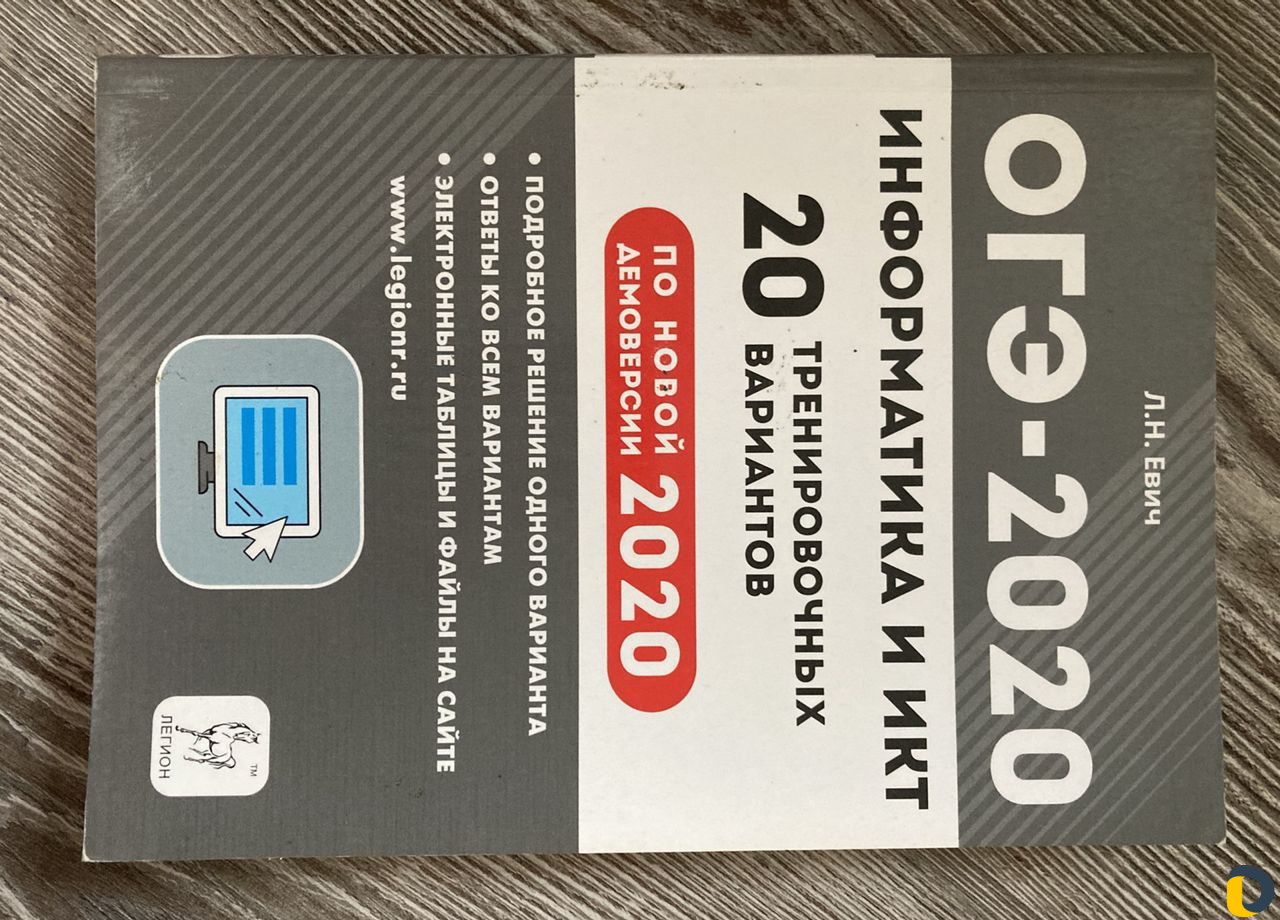 Л.Н. Евич
ОГЭ-2020
ИНФОРМАТИКА И ИКТ
20 ТРЕНИРОВОЧНЫХ
ВАРИАНТОВ
ПО НОВОЙ
ДЕМОВЕРСИИ 2020
• ПОДРОБНОЕ РЕШЕНИЕ ОДНОГО ВАРИАНТА
• ОТВЕТЫ КО ВСЕМ ВАРИАНТАМ
• ЭЛЕКТРОННЫЕ ТАБЛИЦЫ И ФАЙЛЫ НА САЙТЕ
www.legionr.ru
TM
ЛЕГИОН